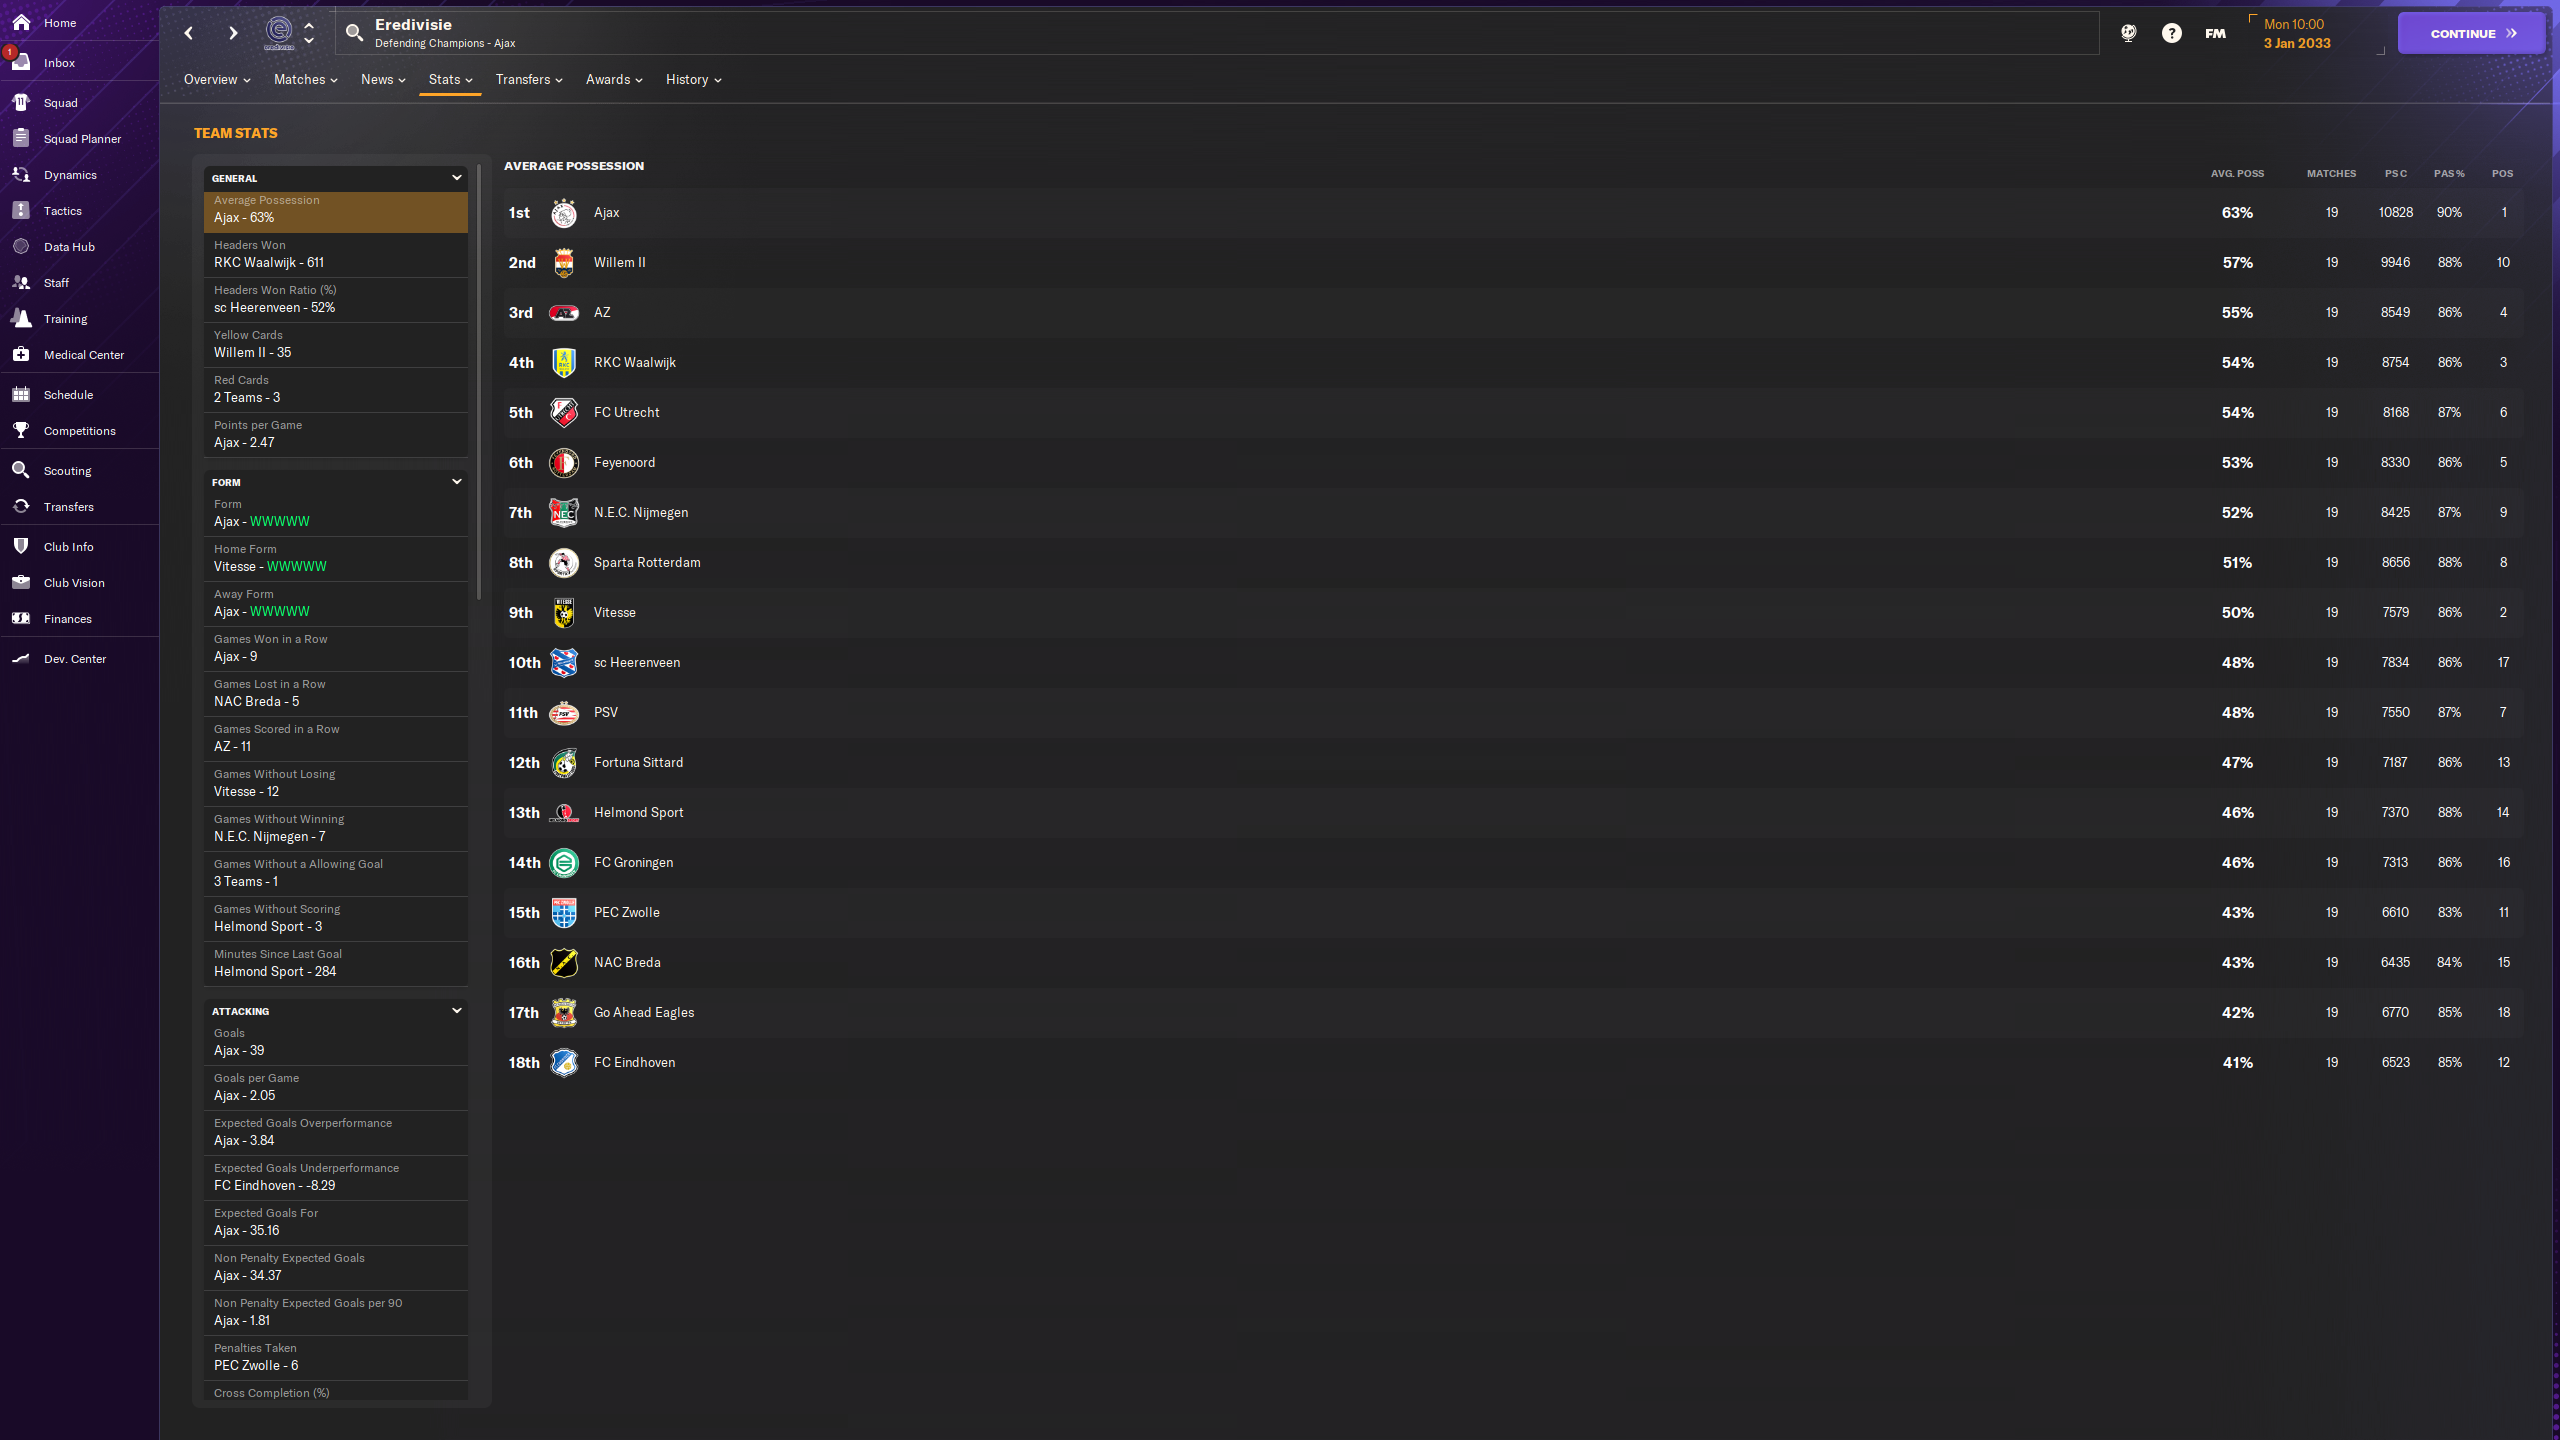 Home
1
Inbox
Squad
Squad Planner
Dynamics
Tactics
Data Hub
Staff
Training
Medical Center
Schedule
Competitions
Scouting
Transfers
Club Info
Club Vision
Finances
Dev. Center
Eredivisie
Defending Champions - Ajax
FM
Mon 10:00
3 Jan 2033
CONTINUE
Overview Matches News Stats Transfers Awards History
TEAM STATS
GENERAL
Average Possession
Ajax - 63%
Headers Won
RKC Waalwijk - 611
Headers Won Ratio (%)
sc Heerenveen - 52%
Yellow Cards
Willem II - 35
Red Cards
2 Teams - 3
Points per Game
Ajax - 2.47
FORM
Form
Ajax - WWWWW
Home Form
Vitesse - WWWWW
Away Form
Ajax - WWWWW
Games Won in a Row
Ajax - 9
Games Lost in a Row
NAC Breda - 5
Games Scored in a Row
AZ - 11
Games Without Losing
Vitesse - 12
Games Without Winning
N.E.C. Nijmegen - 7
Games Without a Allowing Goal
3 Teams - 1
Games Without Scoring
Helmond Sport - 3
Minutes Since Last Goal
Helmond Sport - 284
ATTACKING
Goals
Ajax - 39
Goals per Game
Ajax - 2.05
Expected Goals Overperformance
Ajax - 3.84
Expected Goals Underperformance
FC Eindhoven - -8.29
Expected Goals For
Ajax - 35.16
Non Penalty Expected Goals
Ajax - 34.37
Non Penalty Expected Goals per 90
Ajax - 1.81
Penalties Taken
PEC Zwolle - 6
Cross Completion (%)
AVERAGE POSSESSION
AVG. POSS MATCHES PS C PAS % POS
1st Ajax 63% 19 10828 90% 1
2nd Willem II 57% 19 9946 88% 10
3rd AZ 55% 19 8549 86% 4
4th RKC Waalwijk 54% 19 8754 86% 3
5th FC Utrecht 54% 19 8168 87% 6
6th Feyenoord 53% 19 8330 86% 5
7th N.E.C. Nijmegen 52% 19 8425 87% 9
8th Sparta Rotterdam 51% 19 8656 88% 8
9th Vitesse 50% 19 7579 86% 2
10th sc Heerenveen 48% 19 7834 86% 17
11th PSV 48% 19 7550 87% 7
12th Fortuna Sittard 47% 19 7187 86% 13
13th Helmond Sport 46% 19 7370 88% 14
14th FC Groningen 46% 19 7313 86% 16
15th PEC Zwolle 43% 19 6610 83% 11
16th NAC Breda 43% 19 6435 84% 15
17th Go Ahead Eagles 42% 19 6770 85% 18
18th FC Eindhoven 41% 19 6523 85% 12